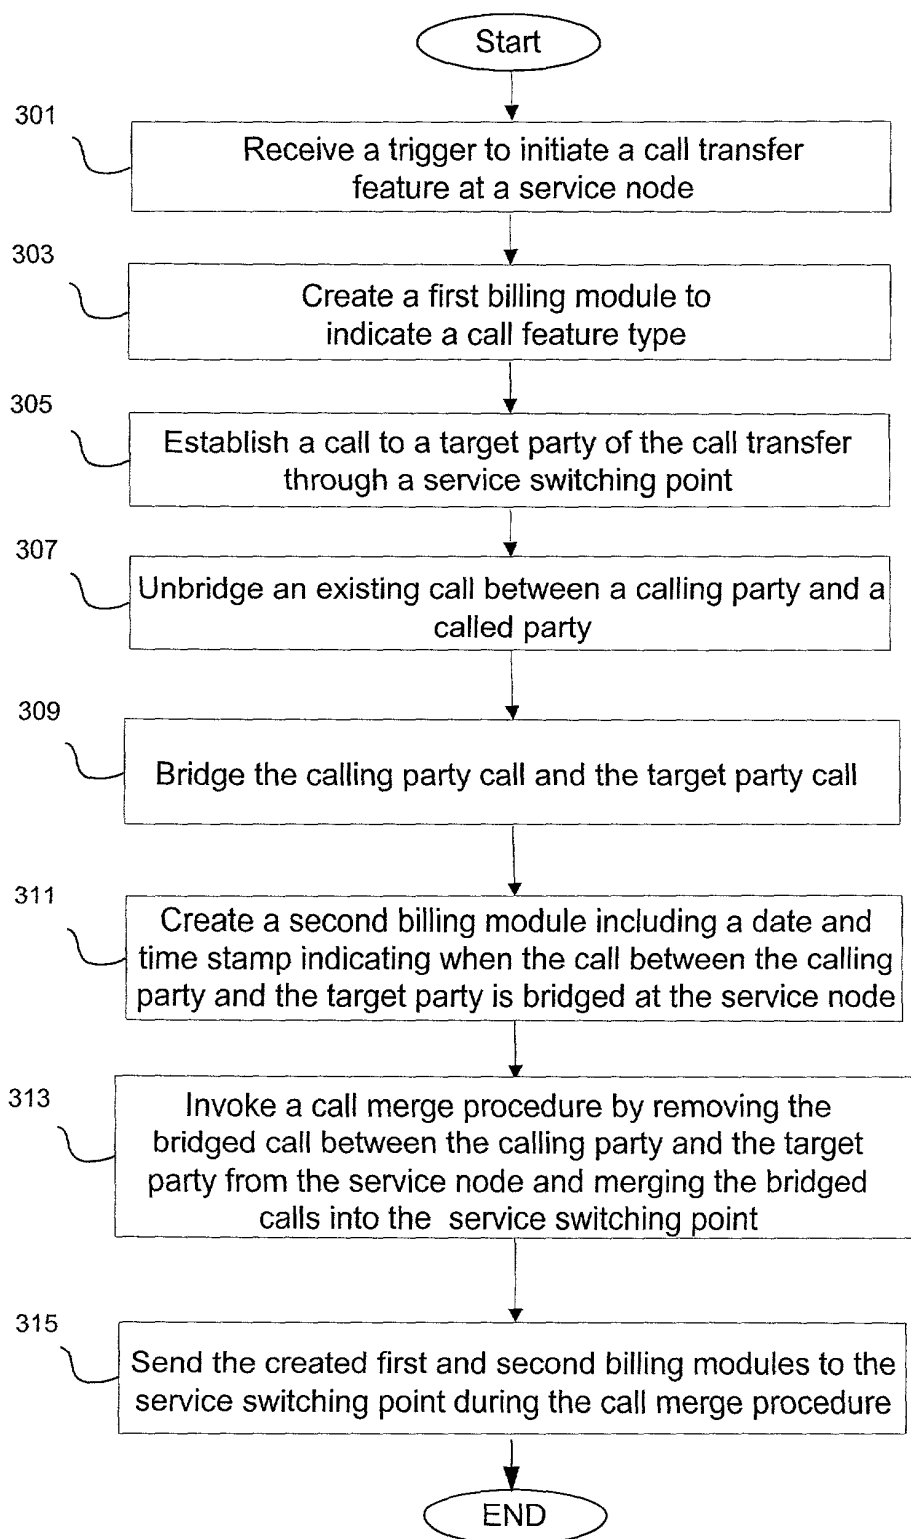 Start
301
Receive a trigger to initiate a call transfer
feature at a service node
303
Create a first billing module to
indicate a call feature type
305
Establish a call to a target party of the call transfer
through a service switching point
307
Unbridge an existing call between a calling party and a
called party
309
Bridge the calling party call and the target party call
311
Create a second billing module including a date and
time stamp indicating when the call between the calling
party and the target party is bridged at the service node
313
Invoke a call merge procedure by removing the
bridged call between the calling party and the target
party from the service node and merging the bridged
calls into the service switching point
315
Send the created first and second billing modules to the
service switching point during the call merge procedure
END